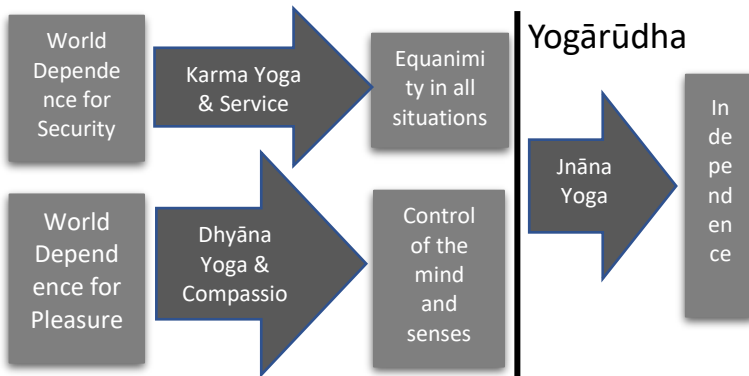 World
Depende
nce for
Security
Karma Yoga
& Service
Equanimi
ty in all
situations
World
Depend
ence for
Pleasure
Dhyāna
Yoga &
Compassio
Control
of the
mind
and
senses
Yogārūdha
Jnāna
Yoga
In
de
pe
nd
en
ce